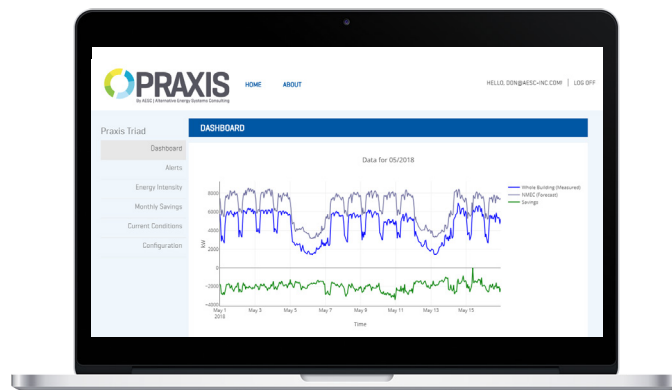 PRAXIS
By AESC | Alternative Energy Systems Consulting
HOME ABOUT
HELLO, DON@AESC-INC.COM! | LOG OFF
Praxis Triad
Dashboard
Alerts
Energy Intensity
Monthly Savings
Current Conditions
Configuration
DASHBOARD
Data for 05/2018
Whole Building (Measured)
NMEC (Forecast)
Savings
kW
8000
6000
4000
2000
0
−2000
−4000
May 1 May 3 May 5 May 7 May 9 May 11 May 13 May 15
2018
Time